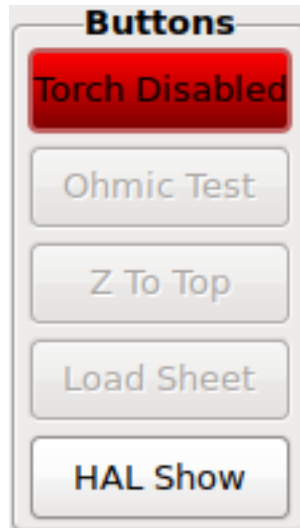 Buttons
Torch Disabled
Ohmic Test
Z To Top
Load Sheet
HAL Show